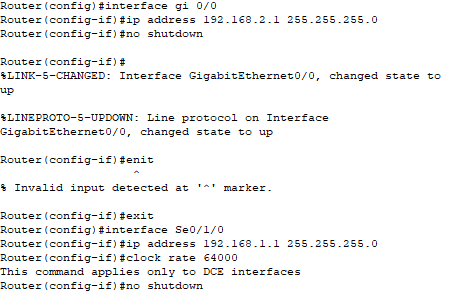 Router(config)#interface gi 0/0
Router(config-if)#ip address 192.168.2.1 255.255.255.0
Router(config-if)#no shutdown
Router(config-if)#
%LINK-5-CHANGED: Interface GigabitEthernet0/0, changed state to
up
%LINEPROTO-5-UPDOWN: Line protocol on Interface
GigabitEthernet0/0, changed state to up
Router(config-if)#enit
^
% Invalid input detected at '^' marker.
Router(config-if)#exit
Router(config)#interface Se0/1/0
Router(config-if)#ip address 192.168.1.1 255.255.255.0
Router(config-if)#clock rate 64000
This command applies only to DCE interfaces
Router(config-if)#no shutdown